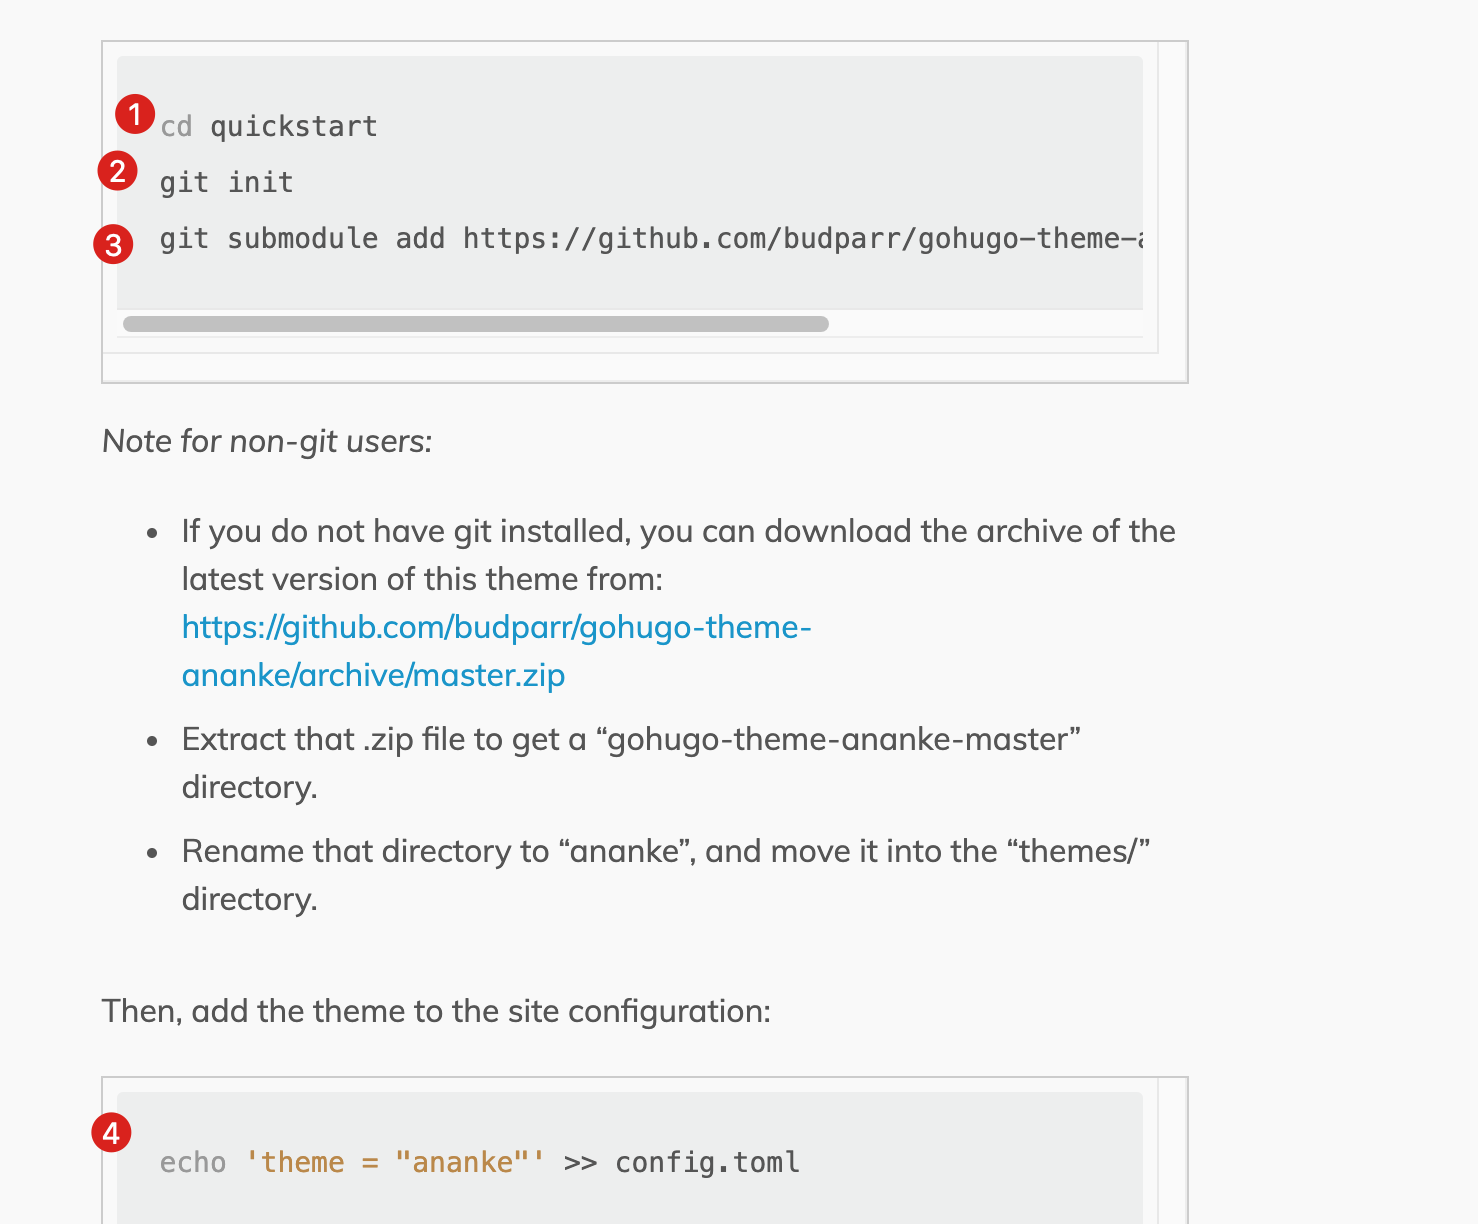 1 cd quickstart
2 git init
3 git submodule add https://github.com/budparr/gohugo-theme-
Note for non-git users:
• If you do not have git installed, you can download the archive of the
latest version of this theme from:
https://github.com/budparr/gohugo-theme-
ananke/archive/master.zip
• Extract that .zip file to get a “gohugo-theme-ananke-master”
directory.
• Rename that directory to “ananke”, and move it into the “themes/”
directory.
Then, add the theme to the site configuration:
4 echo 'theme = "ananke"' >> config.toml